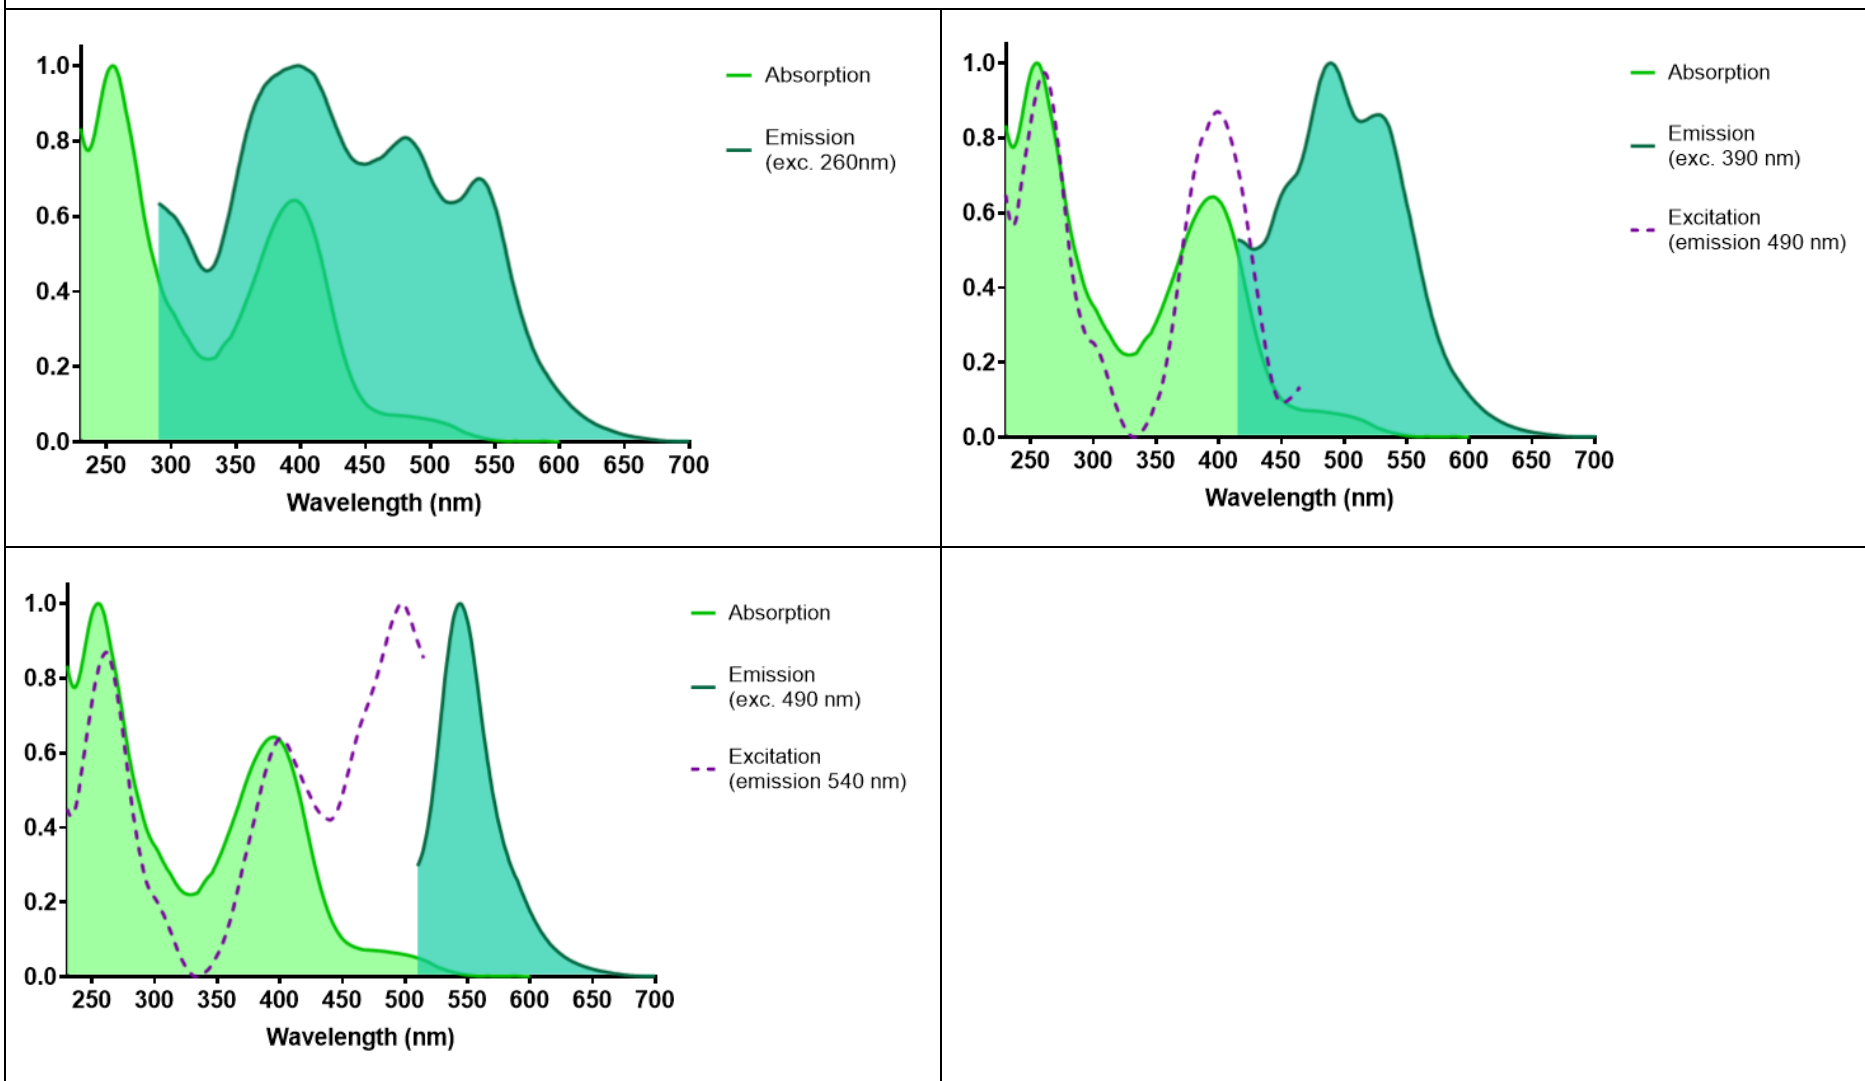 1.0
0.8
0.6
0.4
0.2
0.0
250 300 350 400 450 500 550 600 650 700
Wavelength (nm)
Absorption
Emission
(exc. 260nm)
1.0
0.8
0.6
0.4
0.2
0.0
250 300 350 400 450 500 550 600 650 700
Wavelength (nm)
Absorption
Emission
(exc. 390 nm)
Excitation
(emission 490 nm)
1.0
0.8
0.6
0.4
0.2
0.0
250 300 350 400 450 500 550 600 650 700
Wavelength (nm)
Absorption
Emission
(exc. 490 nm)
Excitation
(emission 540 nm)